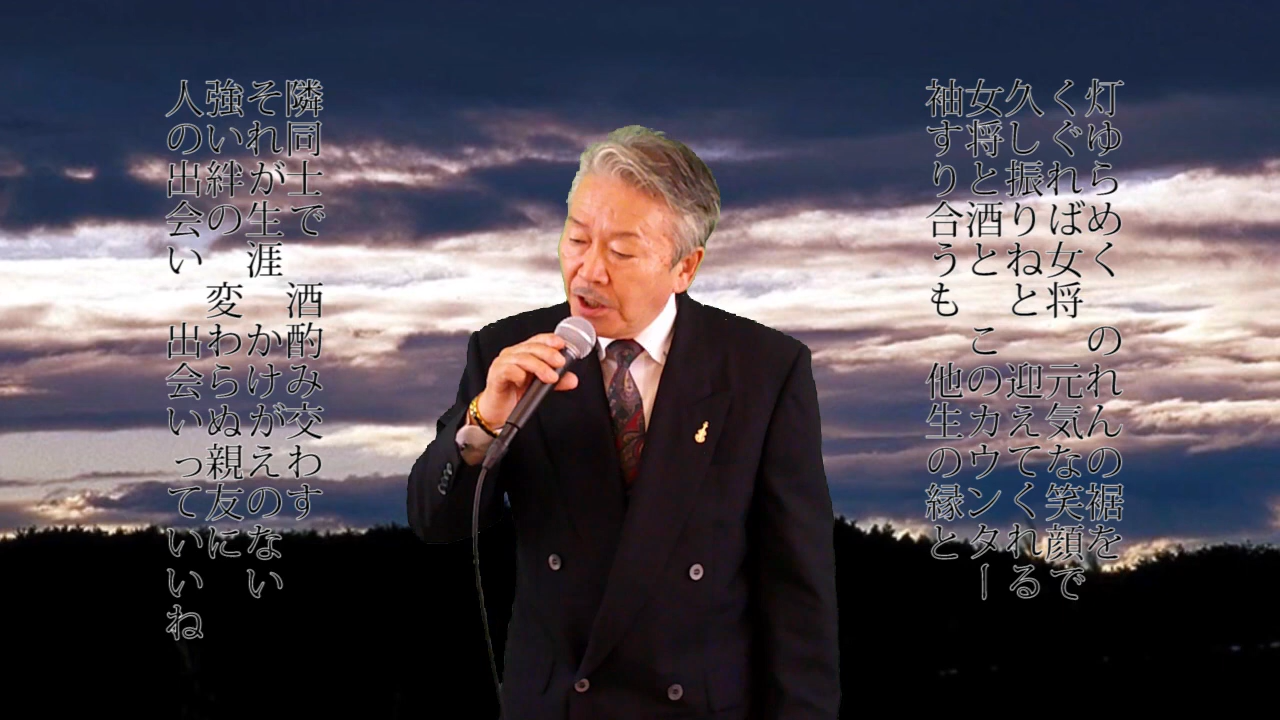 灯ゆらめく　のれんの裾を
くぐれば女将　元気な笑顔で
久し振りねと　迎えてくれる
女将と酒と　このカウンター
袖すり合うも　他生の縁と
隣同士で　酒酌み交わす
それが生涯　かけがえのない
強い絆の　変わらぬ親友に
人の出会い　出会いっていいね